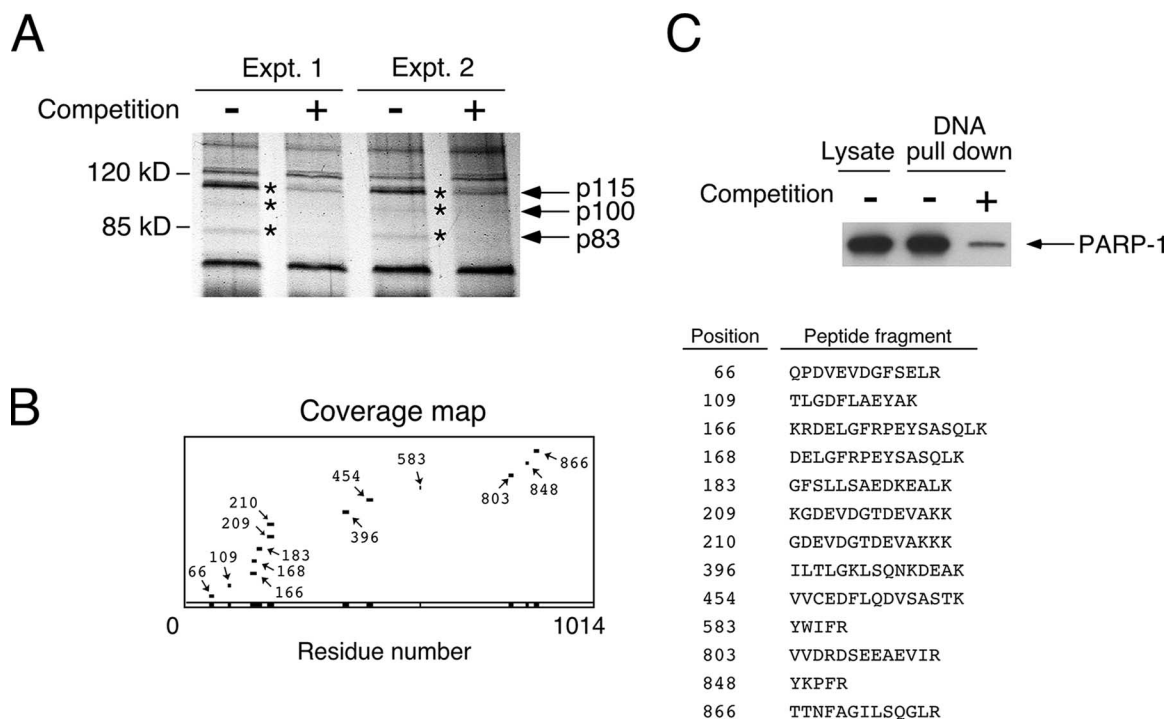 A
Expt. 1 Expt. 2
Competition - + - +
120 kD
85 kD
* *
* *
* *
p115
p100
p83
B
Coverage map
66
109
210
209
183
168
166
454
396
583
803
848
866
0 1014
Residue number
C
DNA
Lysate pull down
Competition - - +
PARP-1
Position Peptide fragment
66 QPDVEVDGFSELR
109 TLGDFLAEYAK
166 KRDELGFRPEYSASQLK
168 DELGFRPEYSASQLK
183 GFSLLSAEDKEALK
209 KGDEVDGTDEVAKK
210 GDEVDGTDEVAKKK
396 ILTLGKLSQNKDEAK
454 VVCEDFLQDVSASTK
583 YWIFR
803 VVDRDSEEAEVIR
848 YKPFR
866 TTNFAGILSQGLR